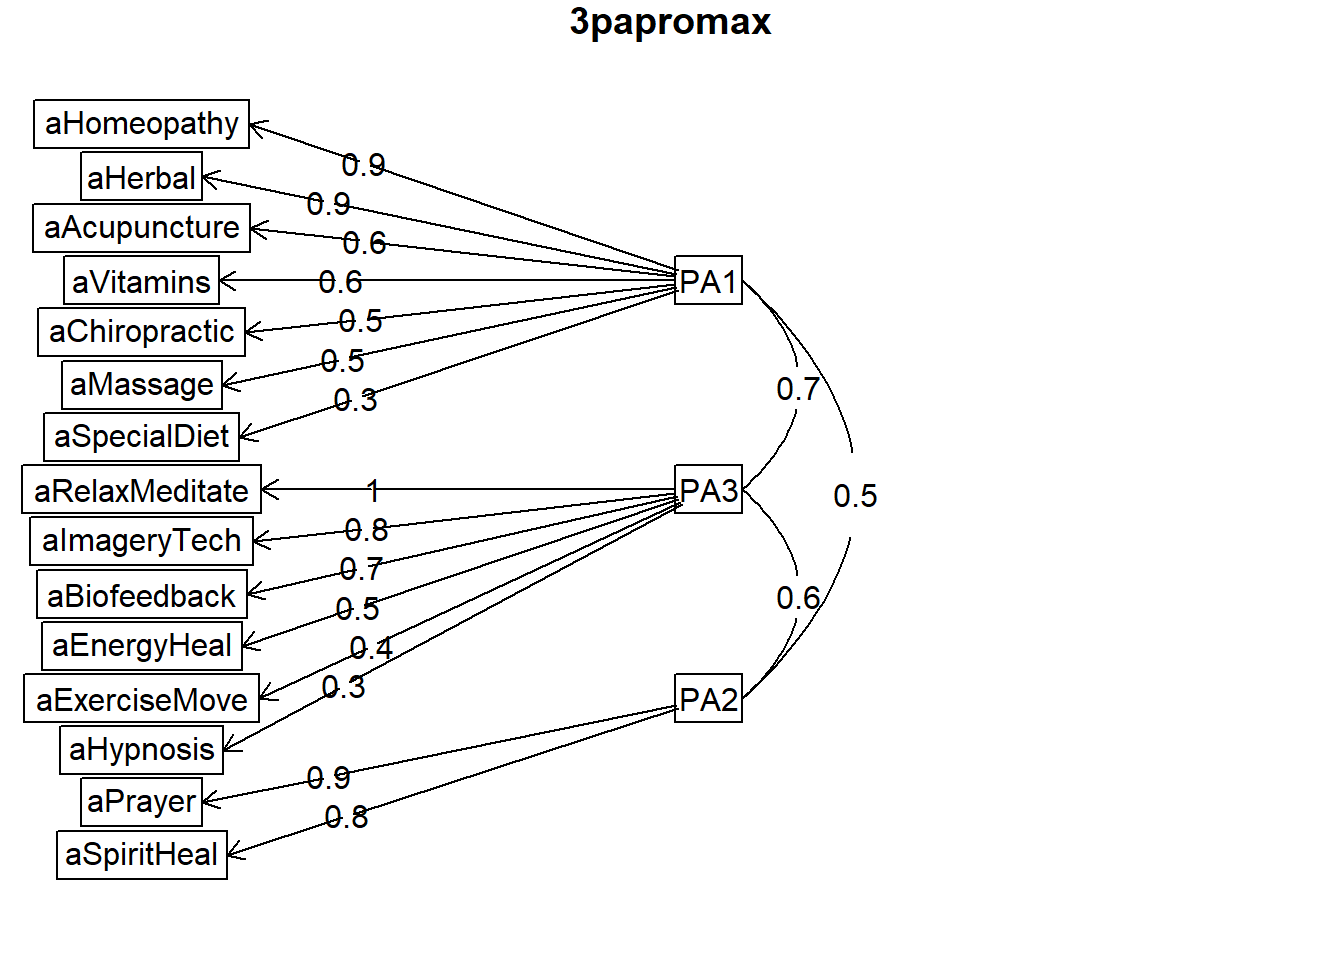 3papromax
aHomeopathy
0.9
aHerbal
0.9
aAcupuncture
0.6
aVitamins
0.6
PA1
aChiropractic
0.5
aMassage
0.5
0.7
aSpecialDiet
0.3
aRelaxMeditate
1
PA3
0.5
aImageryTech
0.8
aBiofeedback
0.7
0.6
aEnergyHeal
0.5
aExerciseMove
0.4
PA2
aHypnosis
0.3
aPrayer
0.9
aSpiritHeal
0.8